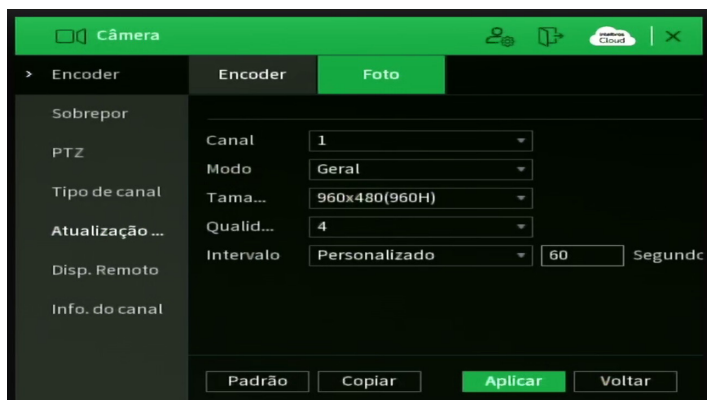 Câmera
intelbras
Cloud
> Encoder
Encoder
Foto
Sobrepor
PTZ
Tipo de canal
Atualização ...
Disp. Remoto
Info. do canal
Canal 1
Modo Geral
Tama... 960x480(960H)
Qualid... 4
Intervalo Personalizado 60 Segundo
Padrão Copiar Aplicar Voltar